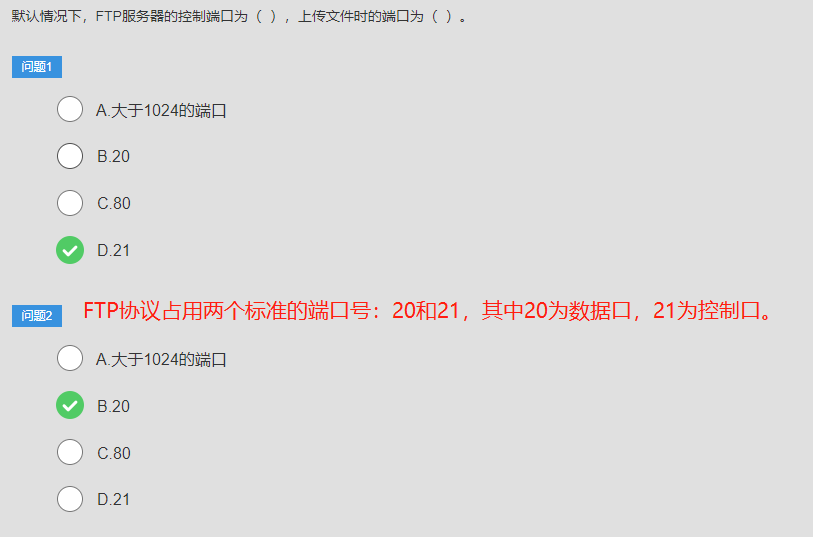 默认情况下，FTP服务器的控制端口为（ ），上传文件时的端口为（ ）。
问题1
A.大于1024的端口
B.20
C.80
D.21
问题2 FTP协议占用两个标准的端口号：20和21，其中20为数据口，21为控制口。
A.大于1024的端口
B.20
C.80
D.21